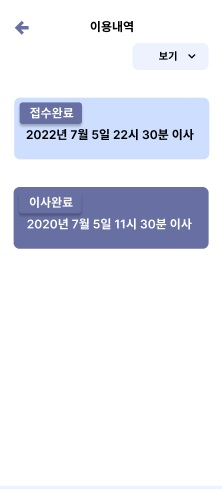 이용내역
보기
접수완료
2022년 7월 5일 22시 30분 이사
이사완료
2020년 7월 5일 11시 30분 이사